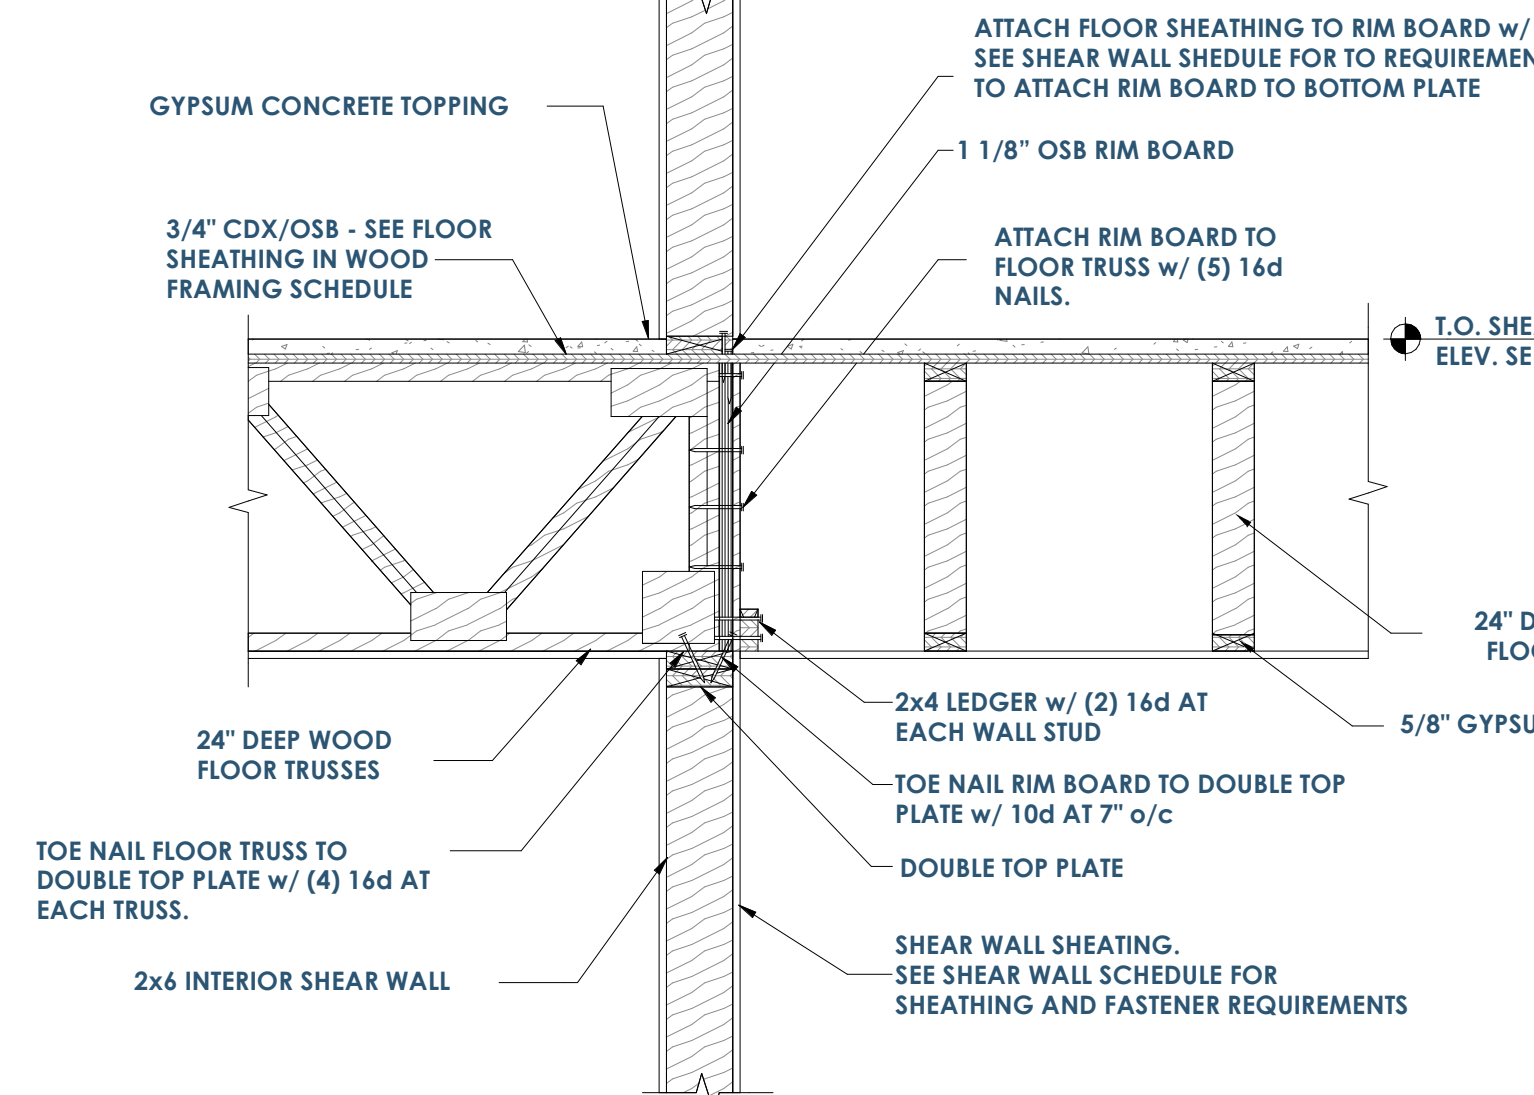 ATTACH FLOOR SHEATHING TO RIM BOARD w/
SEE SHEAR WALL SHEDULE FOR TO REQUIREMEN
TO ATTACH RIM BOARD TO BOTTOM PLATE
GYPSUM CONCRETE TOPPING
1 1/8” OSB RIM BOARD
3/4" CDX/OSB - SEE FLOOR
SHEATHING IN WOOD
FRAMING SCHEDULE
ATTACH RIM BOARD TO
FLOOR TRUSS w/ (5) 16d
NAILS.
T.O. SHE
ELEV. SE
24" D
FLOO
5/8" GYPSU
2x4 LEDGER w/ (2) 16d AT
EACH WALL STUD
24" DEEP WOOD
FLOOR TRUSSES
TOE NAIL RIM BOARD TO DOUBLE TOP
PLATE w/ 10d AT 7" o/c
TOE NAIL FLOOR TRUSS TO
DOUBLE TOP PLATE w/ (4) 16d AT
EACH TRUSS.
DOUBLE TOP PLATE
2x6 INTERIOR SHEAR WALL
SHEAR WALL SHEATING.
SEE SHEAR WALL SCHEDULE FOR
SHEATHING AND FASTENER REQUIREMENTS